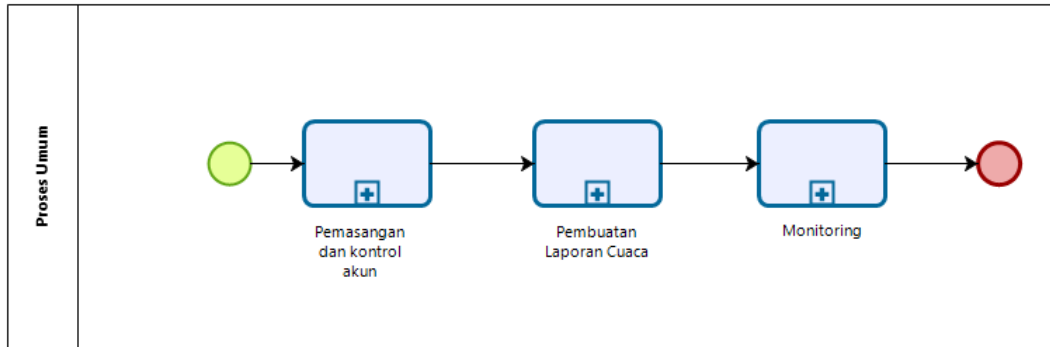 Proses Umum
Pemasangan
dan kontrol
akun
Pembuatan
Laporan Cuaca
Monitoring